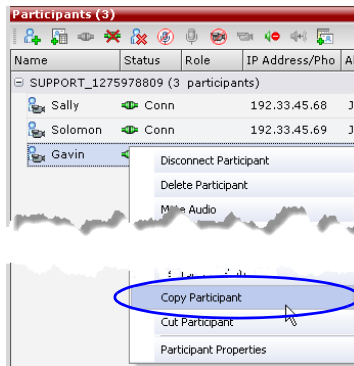 Participants (3)
Name Status Role IP Address/Pho Al
SUPPORT_1275978809 (3 participants)
Sally Conn 192.33.45.68 J
Solomon Conn 192.33.45.69 J
Gavin
Disconnect Participant
Delete Participant
Mute Audio
Copy Participant
Cut Participant
Participant Properties